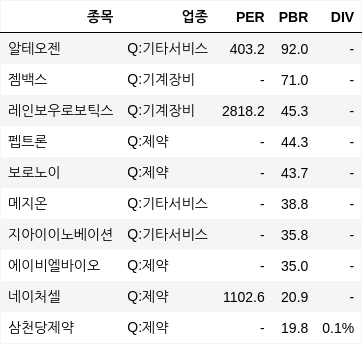 종목 업종 PER PBR DIV
알테오젠 Q:기타서비스 403.2 92.0 -
젬백스 Q:기계장비 - 71.0 -
레인보우로보틱스 Q:기계장비 2818.2 45.3 -
펩트론 Q:제약 - 44.3 -
보로노이 Q:제약 - 43.7 -
메지온 Q:기타서비스 - 38.8 -
지아이이노베이션 Q:기타서비스 - 35.8 -
에이비엘바이오 Q:제약 - 35.0 -
네이처셀 Q:제약 1102.6 20.9 -
삼천당제약 Q:제약 - 19.8 0.1%